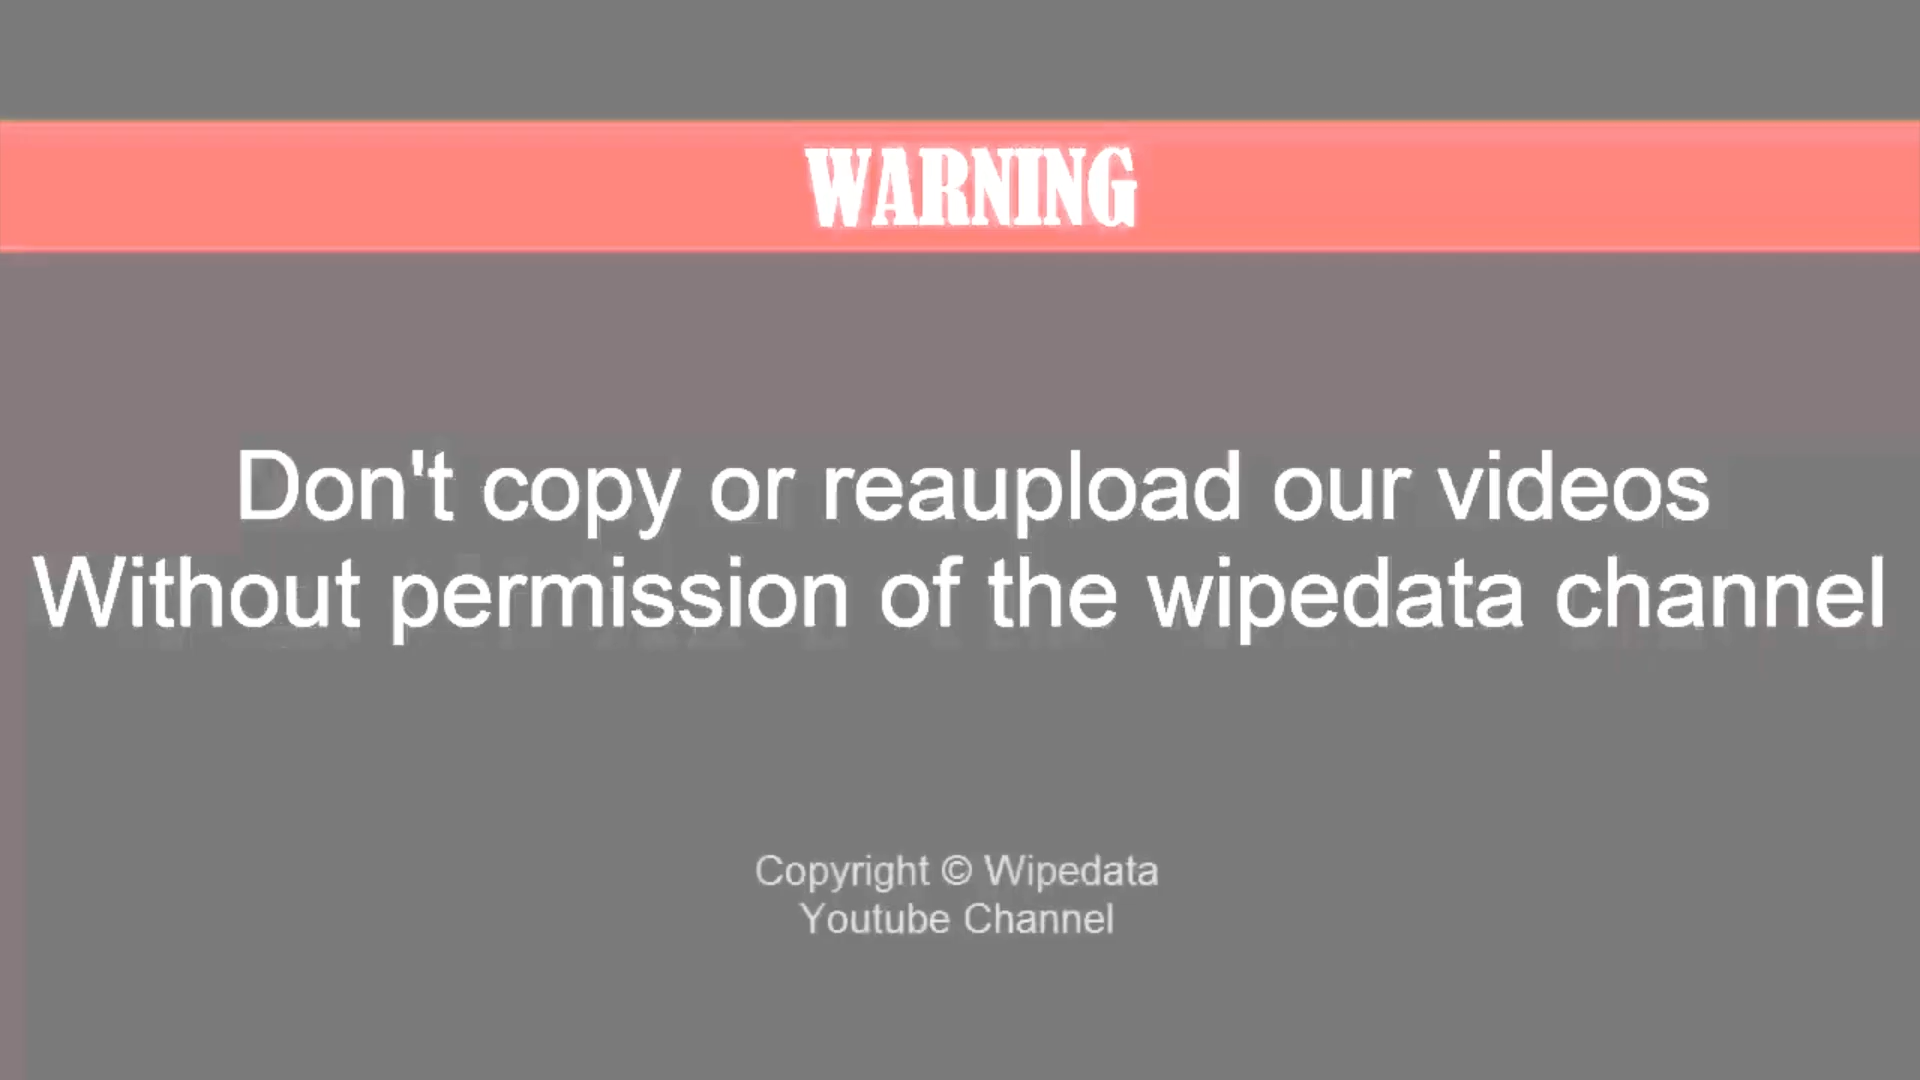 WARNING
Don't copy or reaupload our videos
Without permission of the wipedata channel
Copyright © Wipedata
Youtube Channel